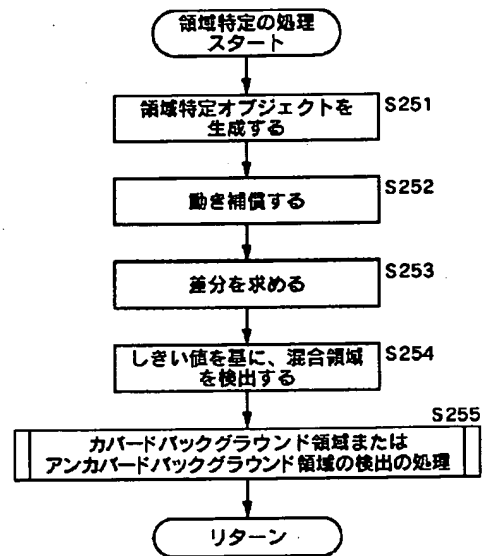 領域特定の処理
スタート
領域特定オブジェクトを
生成する
S251
動き補償する
S252
差分を求める
S253
しきい値を基に、混合領域
を検出する
S254
S255
カバードバックグラウンド領域または
アンカバードバックグラウンド領域の検出の処理
リターン